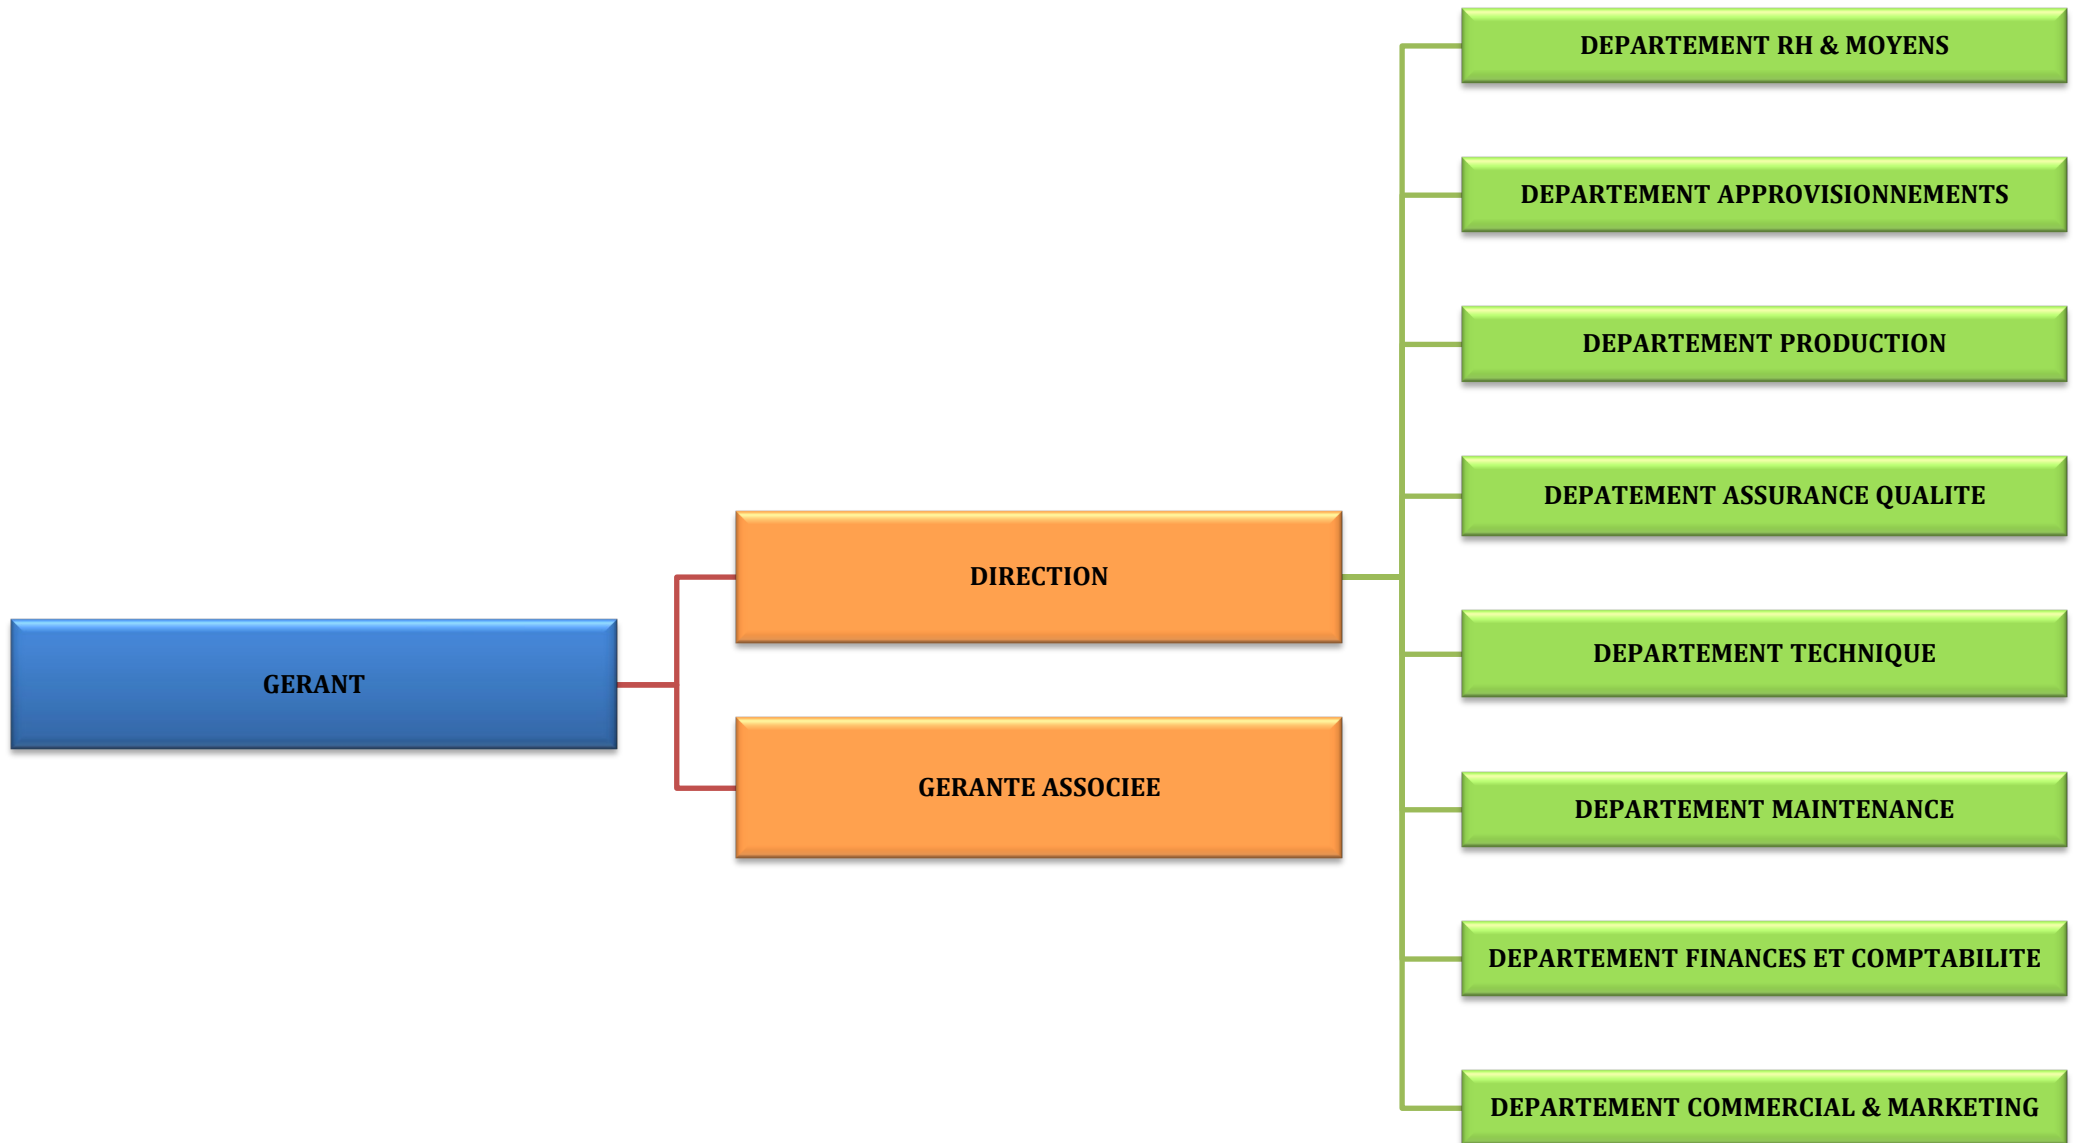 GERANT
DIRECTION
GERANTE ASSOCIEE
DEPARTEMENT RH & MOYENS
DEPARTEMENT APPROVISIONNEMENTS
DEPARTEMENT PRODUCTION
DEPATEMENT ASSURANCE QUALITE
DEPARTEMENT TECHNIQUE
DEPARTEMENT MAINTENANCE
DEPARTEMENT FINANCES ET COMPTABILITE
DEPARTEMENT COMMERCIAL & MARKETING